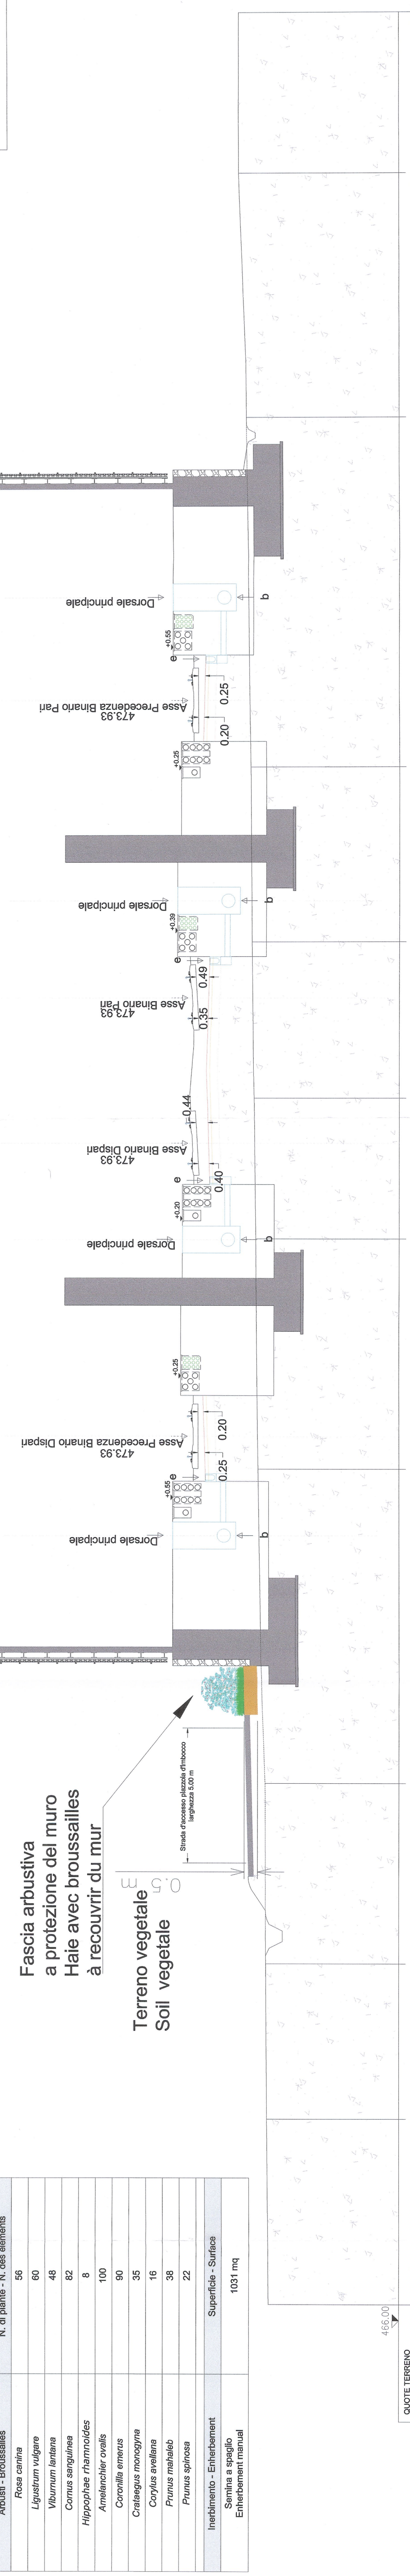 Arbusti - Broussailles N. di piante - N. des elements
Rosa canina 56
Ligustrum vulgare 60
Viburnum lantana 48
Cornus sanguinea 82
Hippophae rhamnoides 8
Amelanchier ovalis 100
Coronilla emerus 90
Crataegus monogyna 35
Corylus avellana 16
Prunus mahaleb 38
Prunus spinosa 22
Inerbimento - Enherbement Superficie - Surface
Semina a spaglio 1031 mq
Enherbement manual
466.00
QUOTE TERRENO
Fascia arbustiva
a protezione del muro
Haie avec broussailles
à recouvrir du mur
Terreno vegetale
Soil vegetale
0.5 m
Strada d'accesso piazzola d'imbocco
larghezza 5.00 m
Dorsale principale
b
+0.55
e
Asse Precedenza Binario Dispari
473.93
0.25
0.20
+0.25
Dorsale principale
b
+0.20
e
Asse Binario Dispari
473.93
0.40
0.44
Asse Binario Pari
473.93
0.35
0.49
e
+0.39
Dorsale principale
b
+0.25
Asse Precedenza Binario Pari
473.93
0.20
0.25
e
+0.55
Dorsale principale
b